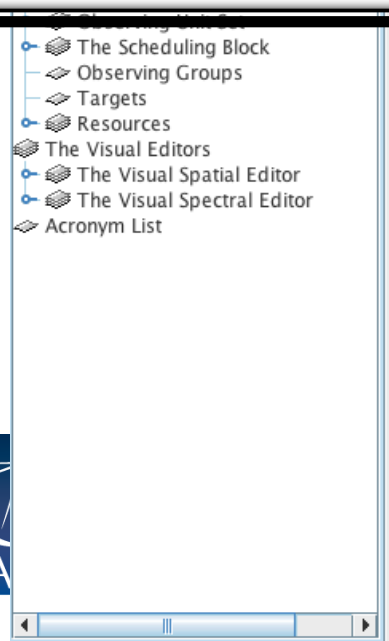 The Scheduling Block
Observing Groups
Targets
Resources
The Visual Editors
The Visual Spatial Editor
The Visual Spectral Editor
Acronym List